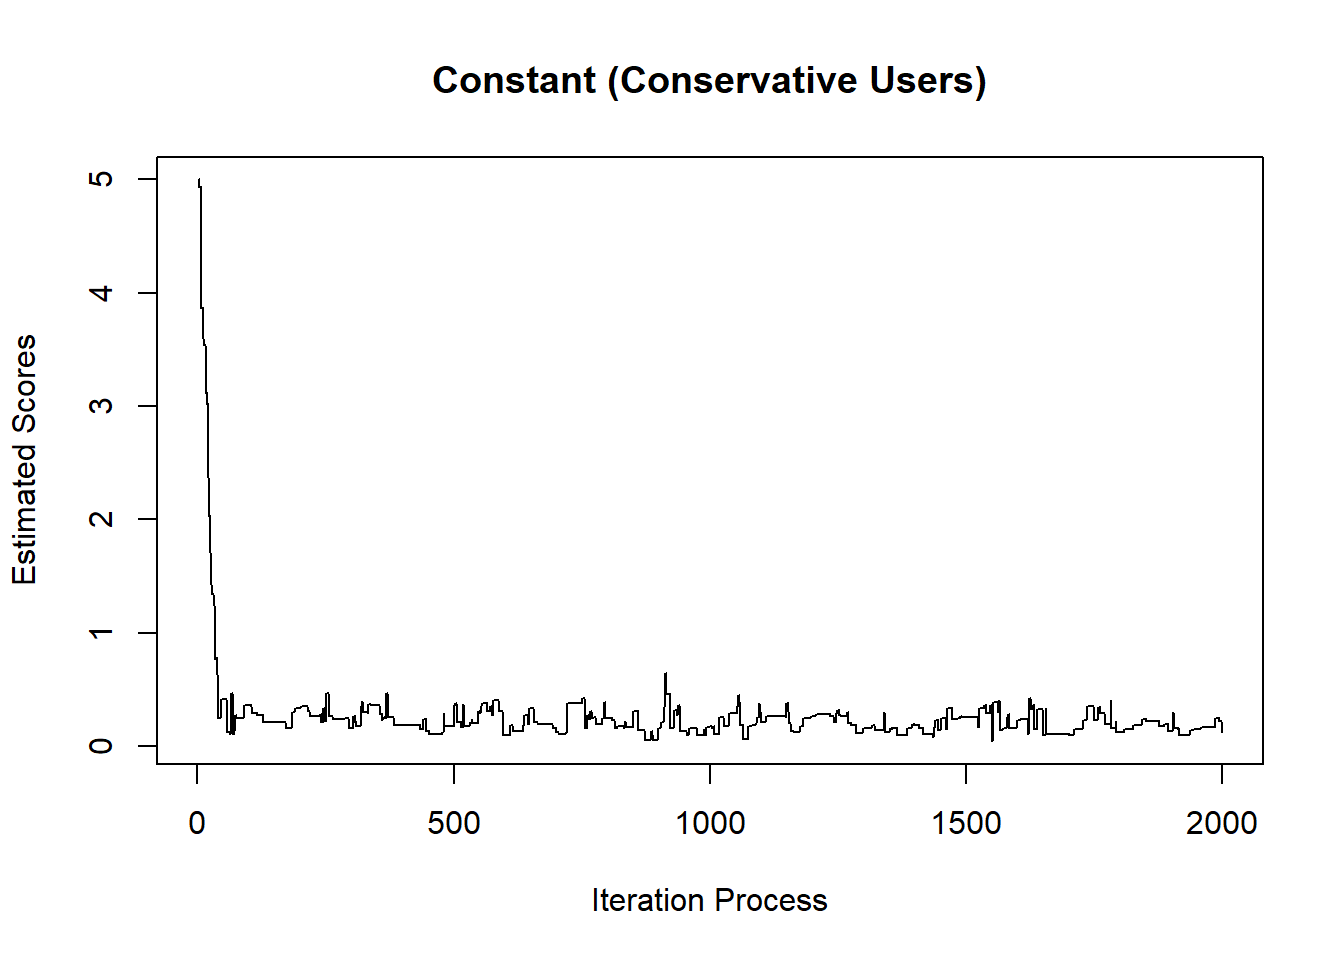 Constant (Conservative Users)
Estimated Scores
5
4
3
2
1
0
0 500 1000 1500 2000
Iteration Process